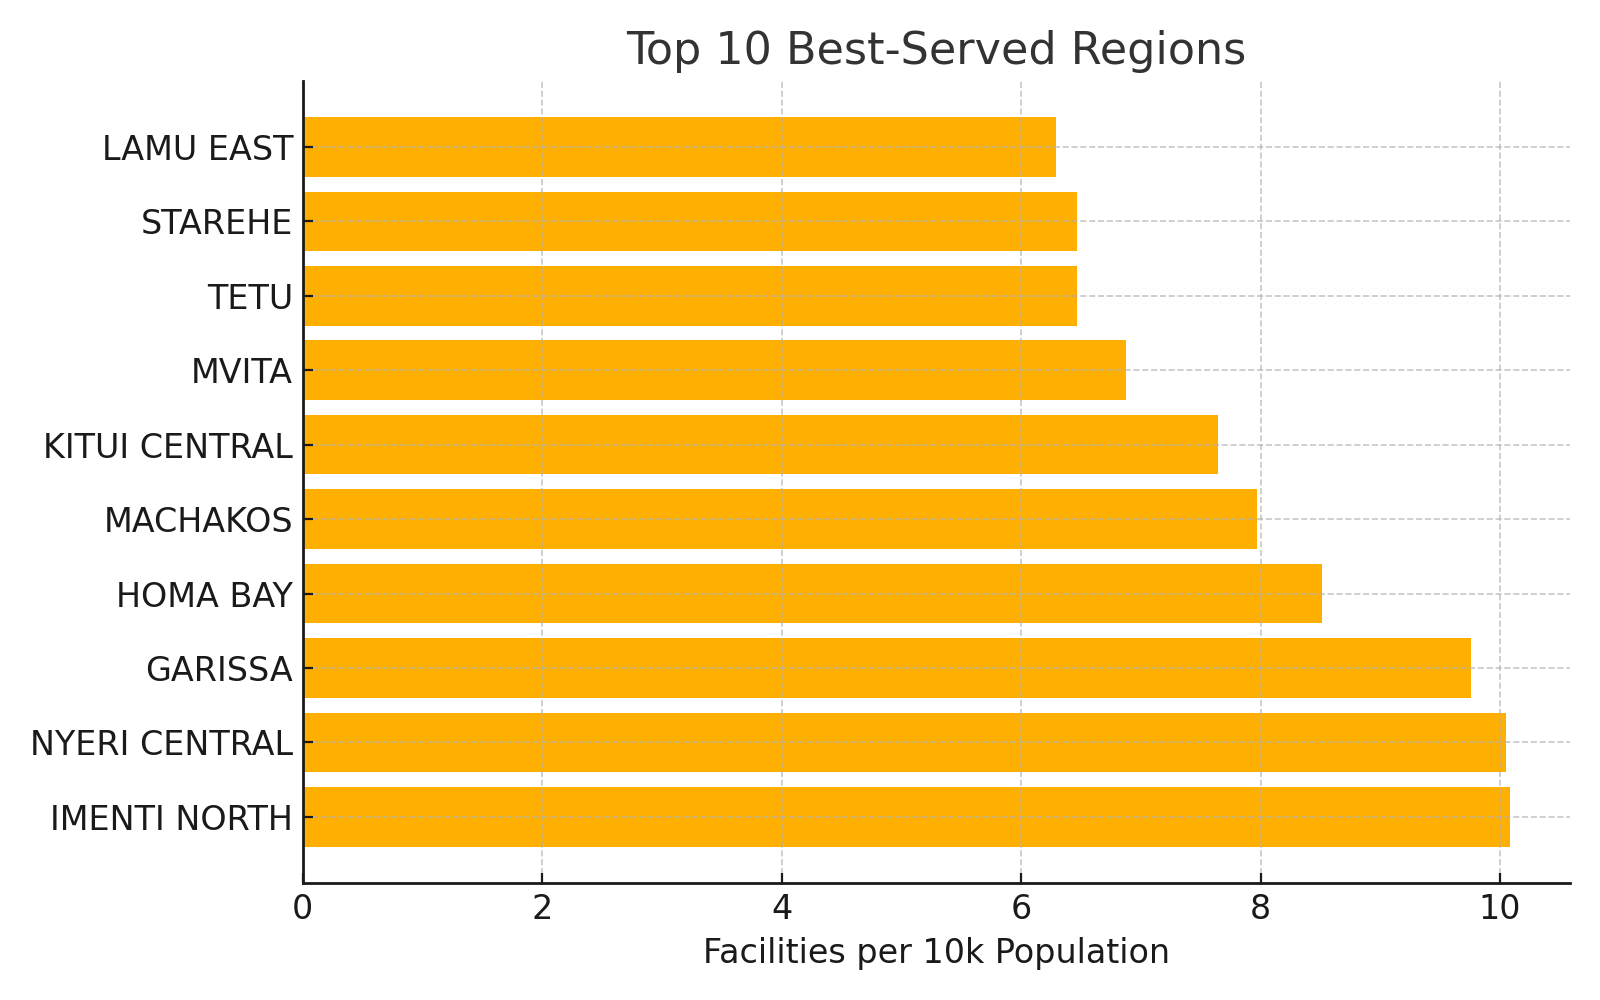 Top 10 Best-Served Regions
LAMU EAST
STAREHE
TETU
MVITA
KITUI CENTRAL
MACHAKOS
HOMA BAY
GARISSA
NYERI CENTRAL
IMENTI NORTH
0 2 4 6 8 10
Facilities per 10k Population